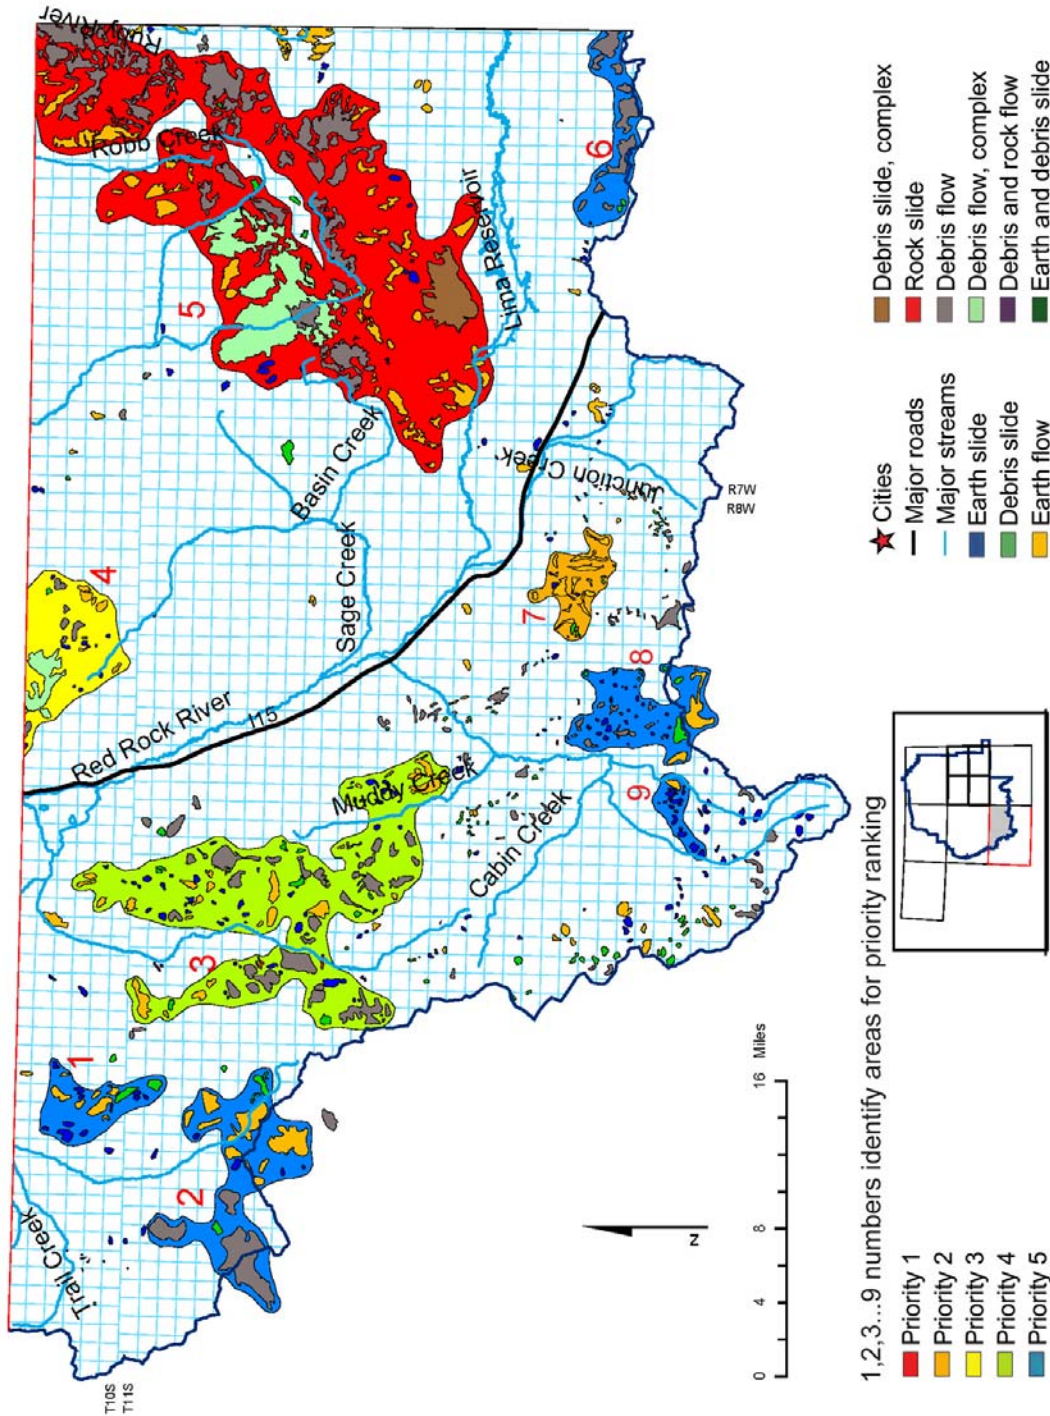 Ruby River
Robb Creek
5
Lima Reservoir
6
4
Basin Creek
Sage Creek
Junction Creek
R7W
R8W
7
8
Red Rock River
I15
Muddy Creek
9
Cabin Creek
3
1
2
Trail Creek
T10S
T11S
N
0 4 8 16 Miles
1,2,3...9 numbers identify areas for priority ranking
Priority 1
Priority 2
Priority 3
Priority 4
Priority 5
Cities
Major roads
Major streams
Earth slide
Debris slide
Earth flow
Debris slide, complex
Rock slide
Debris flow
Debris flow, complex
Debris and rock flow
Earth and debris slide